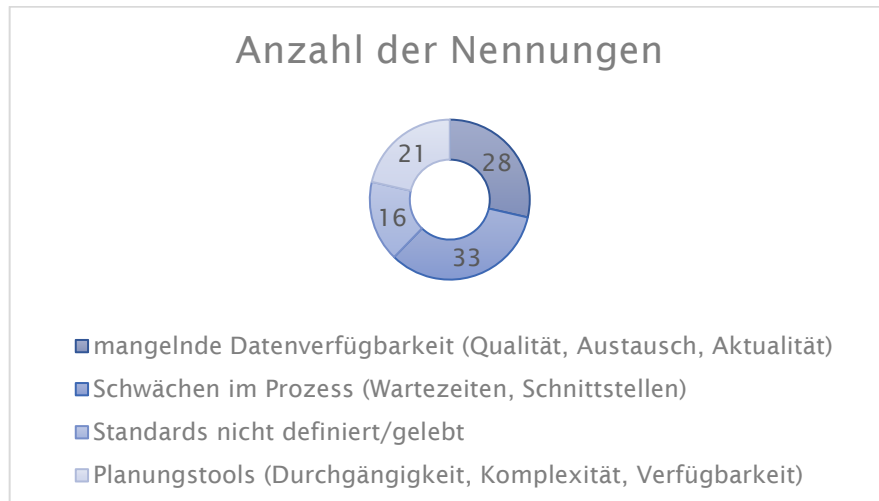 Anzahl der Nennungen
21
28
16
33
mangelnde Datenverfügbarkeit (Qualität, Austausch, Aktualität)
Schwächen im Prozess (Wartezeiten, Schnittstellen)
Standards nicht definiert/gelebt
Planungstools (Durchgängigkeit, Komplexität, Verfügbarkeit)